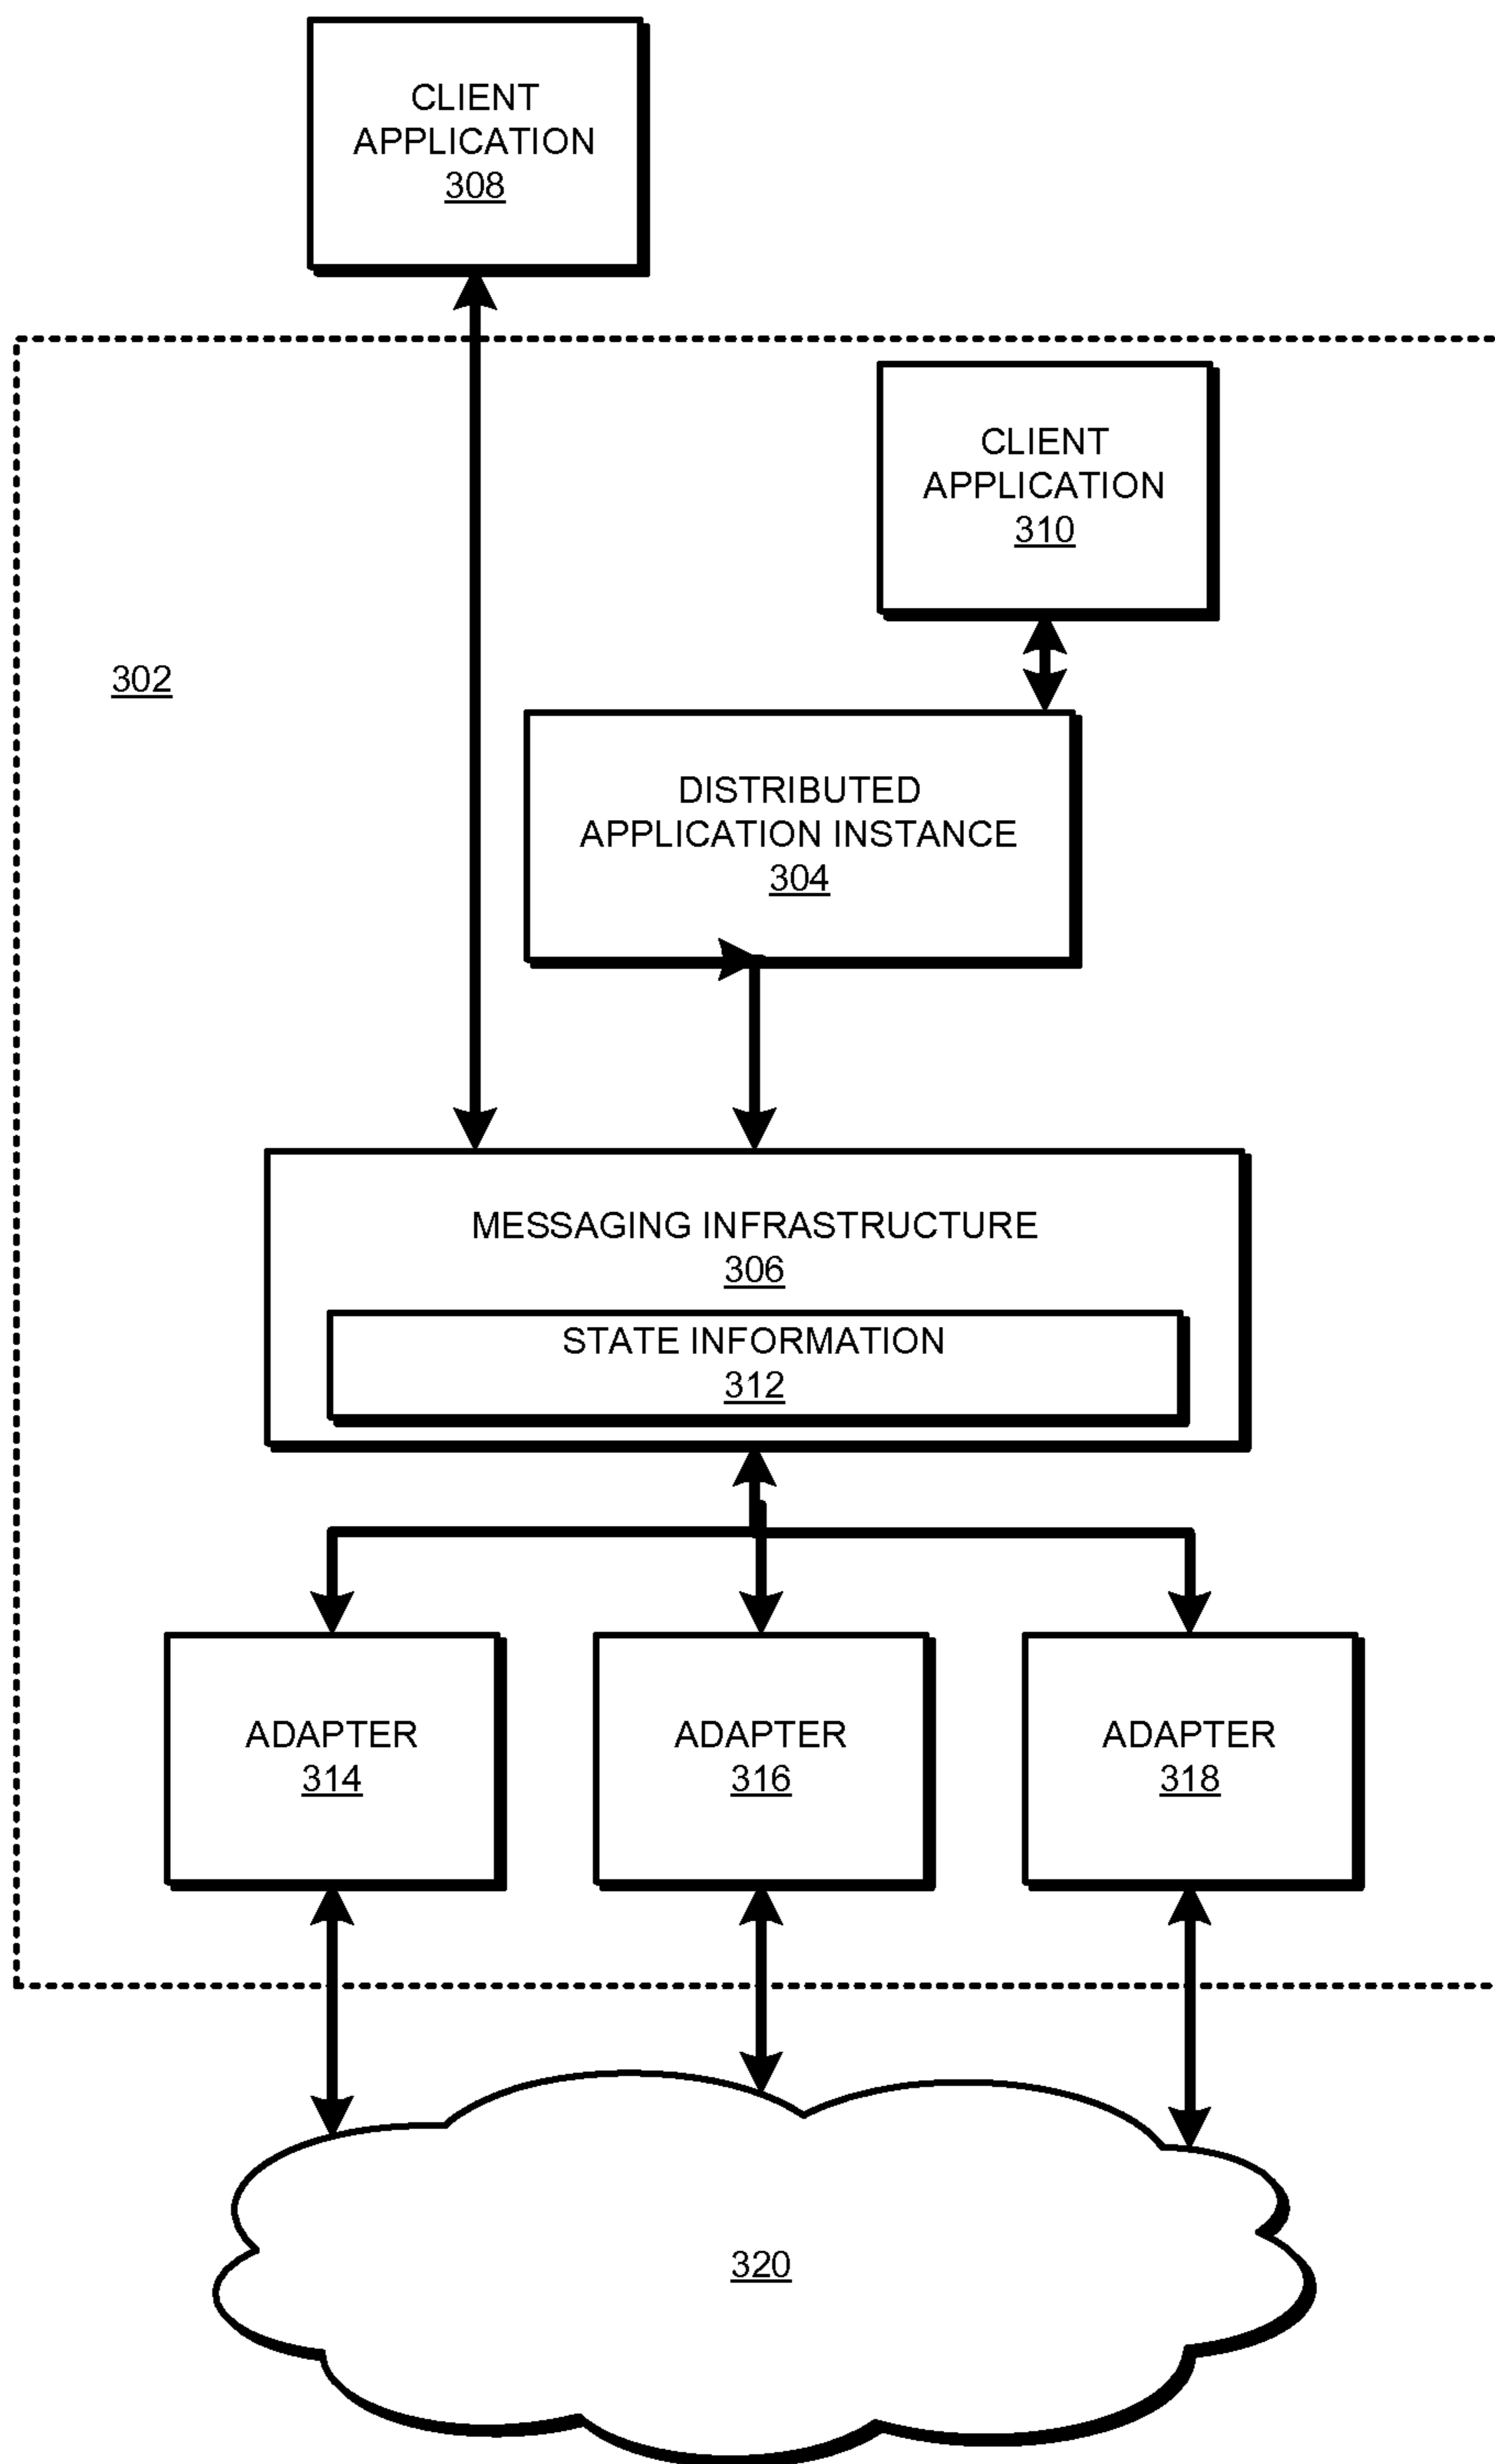 CLIENT
APPLICATION
308
CLIENT
APPLICATION
310
302
DISTRIBUTED
APPLICATION INSTANCE
304
MESSAGING INFRASTRUCTURE
306
STATE INFORMATION
312
ADAPTER
314
ADAPTER
316
ADAPTER
318
320